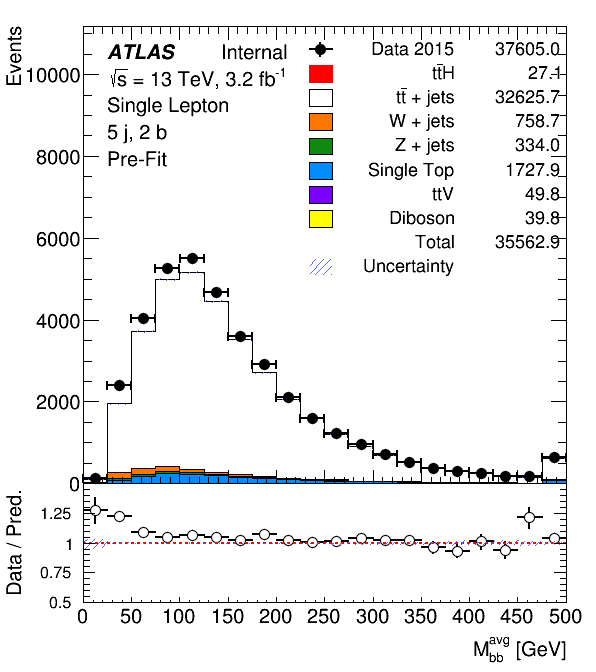 Events
10000
8000
6000
4000
2000
0
ATLAS Internal
√s = 13 TeV, 3.2 fb⁻¹
Single Lepton
5 j, 2 b
Pre-Fit
Data 2015 37605.0
tt̄H 27.1
tt̄ + jets 32625.7
W + jets 758.7
Z + jets 334.0
Single Top 1727.9
ttV 49.8
Diboson 39.8
Total 35562.9
Uncertainty
Data / Pred.
1.25
1
0.75
0.5
0 50 100 150 200 250 300 350 400 450 500
M_bb^avg [GeV]